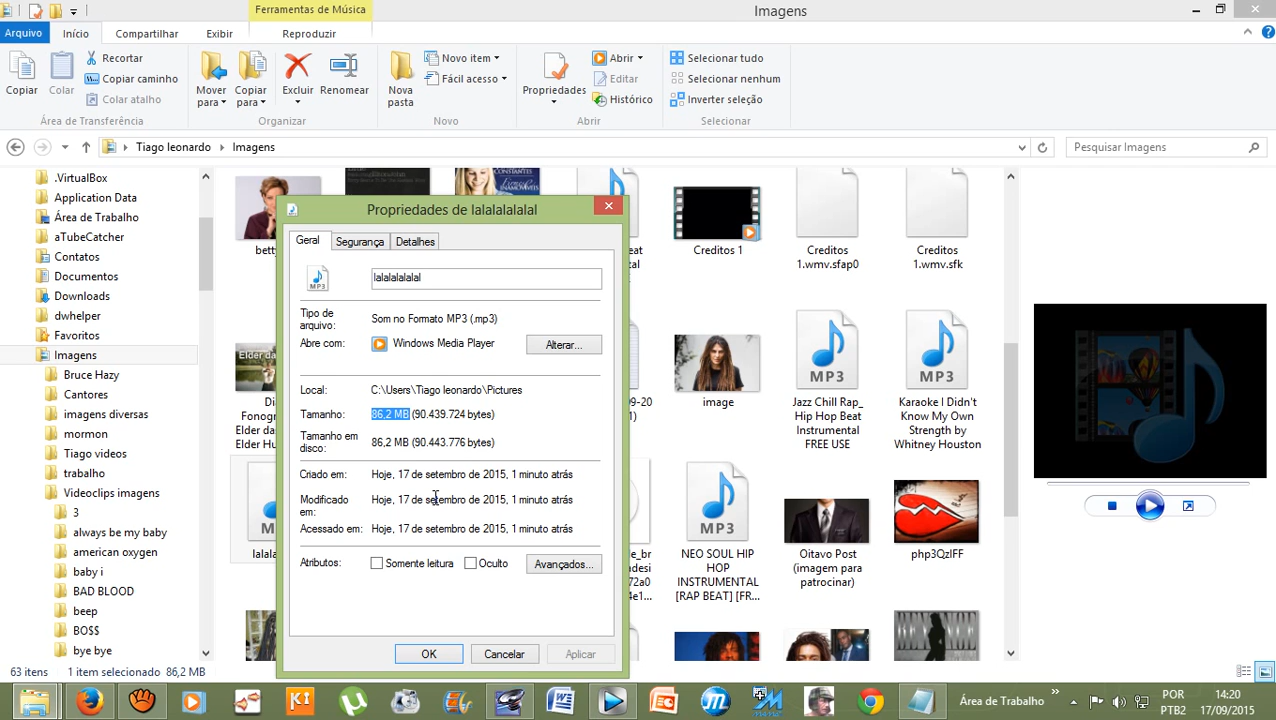 Ferramentas de Música
Imagens
Arquivo Início Compartilhar Exibir Reproduzir
Copiar
Colar
Recortar
Copiar caminho
Colar atalho
Área de Transferência
Mover para
Copiar para
Excluir
Renomear
Organizar
Nova pasta
Novo item
Fácil acesso
Novo
Propriedades
Abrir
Editar
Histórico
Abrir
Selecionar tudo
Selecionar nenhum
Inverter seleção
Selecionar
Tiago leonardo Imagens
Pesquisar Imagens
.VirtualBox
Application Data
Área de Trabalho
aTubeCatcher
Contatos
Documentos
Downloads
dwhelper
Favoritos
Imagens
Bruce Hazy
Cantores
imagens diversas
mormon
Tiago videos
trabalho
Videoclips imagens
3
always be my baby
american oxygen
baby i
BAD BLOOD
beep
BO$$
bye bye
CONSTANTES
Creditos 1
Creditos
1.wmv.sfap0
Creditos
1.wmv.sfk
Propriedades de lalalalalalal
Geral Segurança Detalhes
MP3
lalalalalalal
Tipo de
arquivo:
Som no Formato MP3 (.mp3)
Abre com:
Windows Media Player
Alterar...
Local:
C:\Users\Tiago leonardo\Pictures
Tamanho:
86,2 MB (90.439.724 bytes)
Tamanho em
disco:
86,2 MB (90.443.776 bytes)
Criado em:
Hoje, 17 de setembro de 2015, 1 minuto atrás
Modificado
em:
Hoje, 17 de setembro de 2015, 1 minuto atrás
Acessado em:
Hoje, 17 de setembro de 2015, 1 minuto atrás
Atributos:
Somente leitura
Oculto
Avançados...
OK
Cancelar
Aplicar
image
MP3
Jazz Chill Rap_
Hip Hop Beat
Instrumental
FREE USE
MP3
Karaoke I Didn't
Know My Own
Strength by
Whitney Houston
MP3
NEO SOUL HIP
HOP
INSTRUMENTAL
[RAP BEAT] [FR...
Oitavo Post
(imagem para
patrocinar)
php3QzIFF
63 itens
1 item selecionado 86,2 MB
Área de Trabalho
POR
PTB2
14:20
17/09/2015